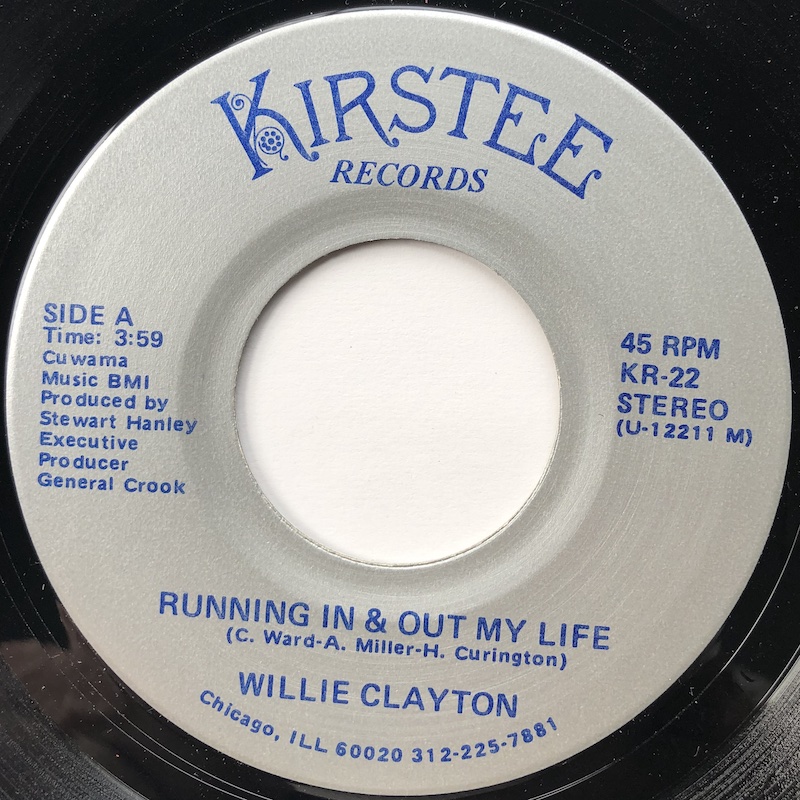 KIRSTEE
RECORDS
SIDE A
Time: 3:59
Cuwama
Music BMI
Produced by
Stewart Hanley
Executive
Producer
General Crook
45 RPM
KR-22
STEREO
(U-12211 M)
RUNNING IN & OUT MY LIFE
(C. Ward-A. Miller-H. Curington)
WILLIE CLAYTON
Chicago, ILL 60020 312-225-7881